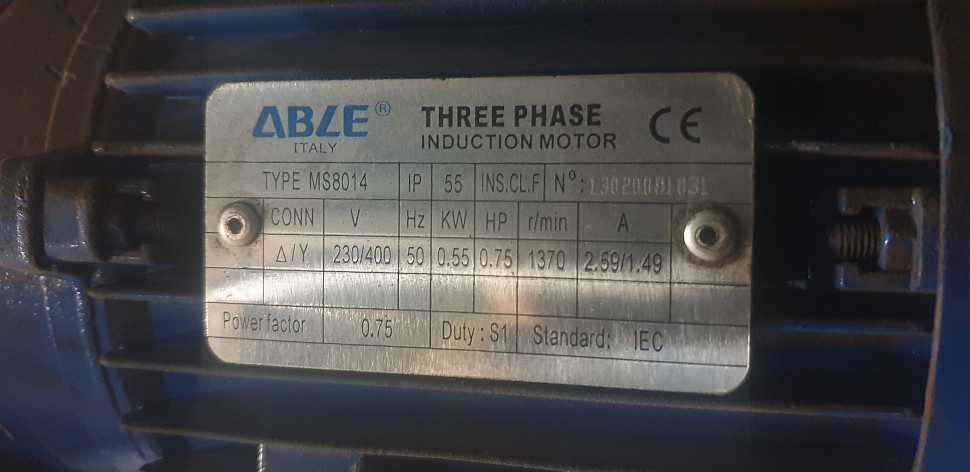 ABLE® THREE PHASE CE
ITALY INDUCTION MOTOR
TYPE MS8014 IP 55 INS.CL.F Nº: 13020081031
CONN V Hz KW HP r/min A
Δ/Y 230/400 50 0.55 0.75 1370 2.59/1.49
Power factor 0.75 Duty: S1 Standard: IEC